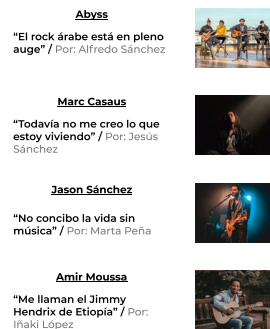 Abyss
“El rock árabe está en pleno
auge” / Por: Alfredo Sánchez
Marc Casaus
“Todavía no me creo lo que
estoy viviendo” / Por: Jesús
Sánchez
Jason Sánchez
“No concibo la vida sin
música” / Por: Marta Peña
Amir Moussa
“Me llaman el Jimmy
Hendrix de Etiopía” / Por:
Iñaki López